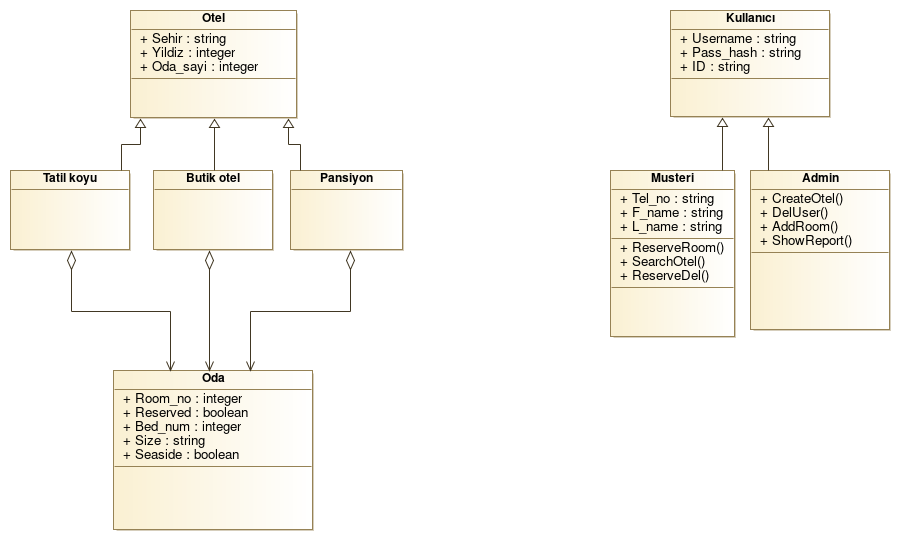 Otel
+ Sehir : string
+ Yildiz : integer
+ Oda_sayi : integer
Kullanıcı
+ Username : string
+ Pass_hash : string
+ ID : string
Tatil koyu
Butik otel
Pansiyon
Musteri
+ Tel_no : string
+ F_name : string
+ L_name : string
+ ReserveRoom()
+ SearchOtel()
+ ReserveDel()
Admin
+ CreateOtel()
+ DelUser()
+ AddRoom()
+ ShowReport()
Oda
+ Room_no : integer
+ Reserved : boolean
+ Bed_num : integer
+ Size : string
+ Seaside : boolean